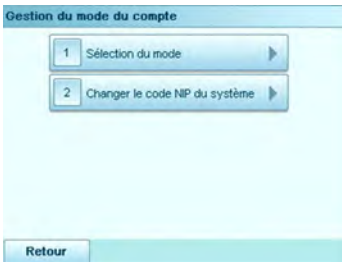 Gestion du mode du compte
1 Sélection du mode
2 Changer le code NIP du système
Retour